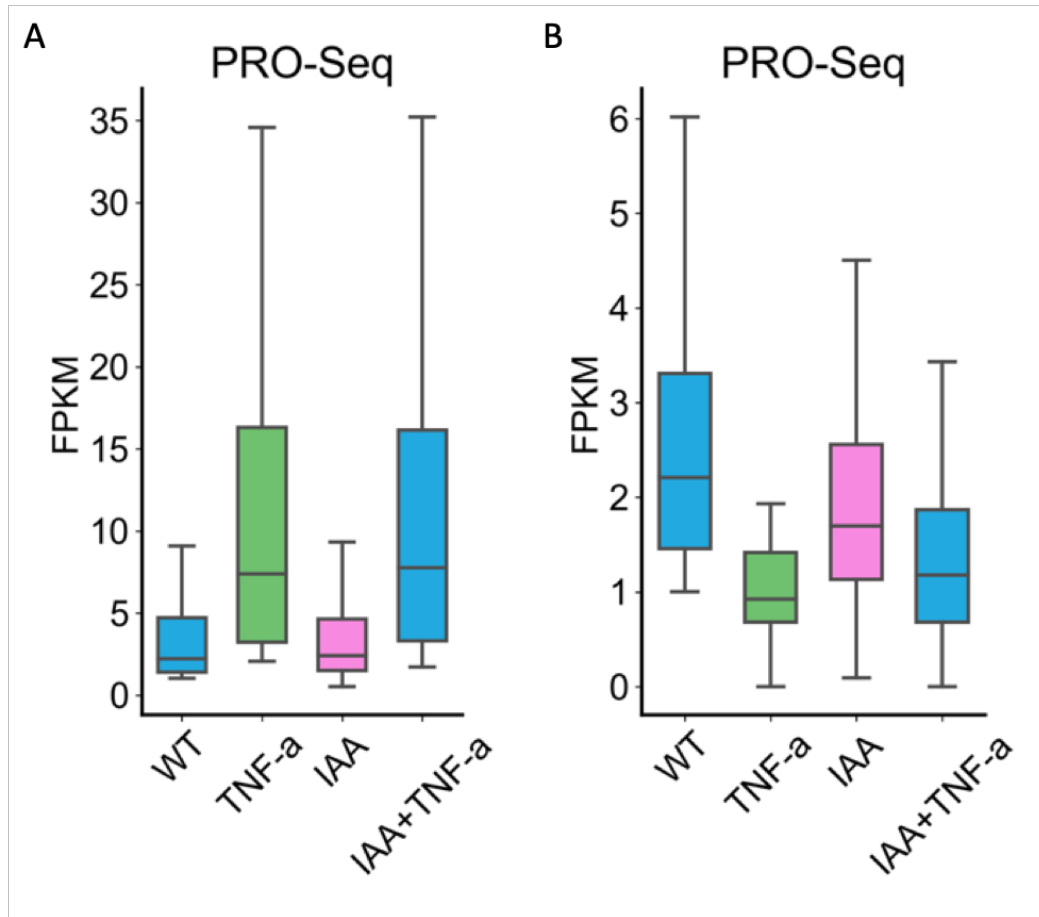 A
PRO-Seq
FPKM
35
30
25
20
15
10
5
0
WT
TNF-a
IAA
IAA+TNF-a
B
PRO-Seq
FPKM
6
5
4
3
2
1
0
WT
TNF-a
IAA
IAA+TNF-a